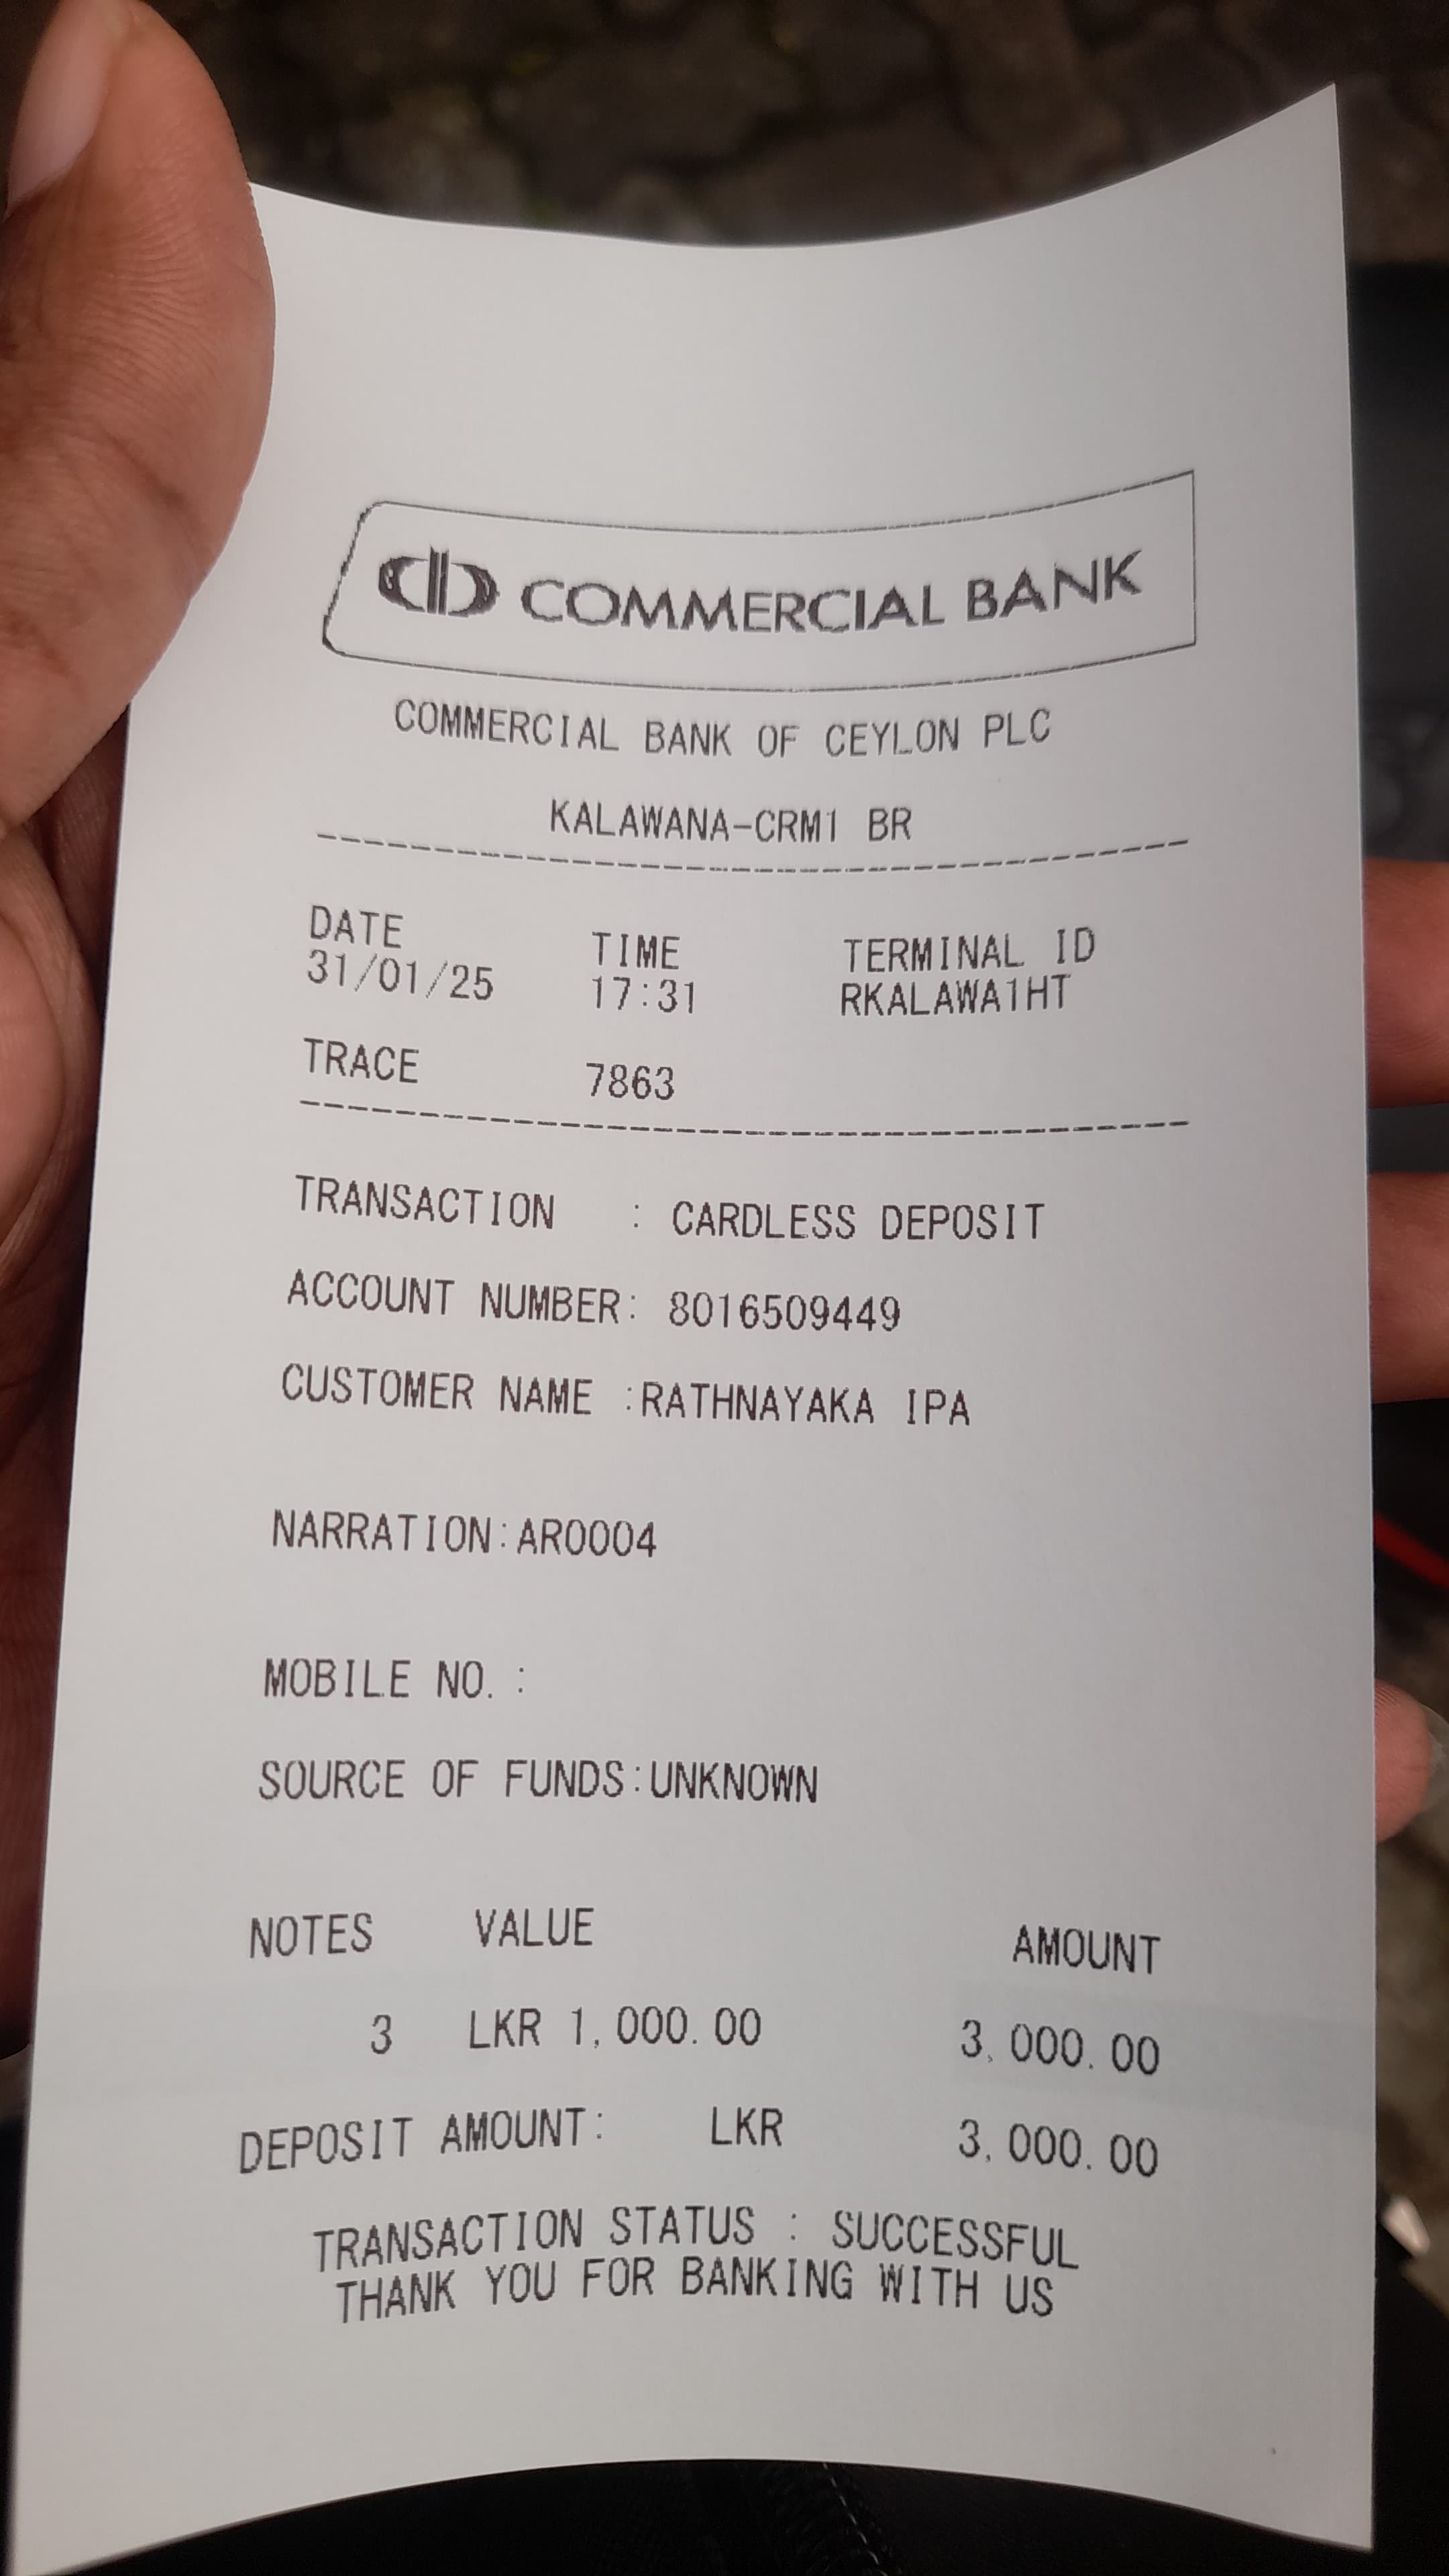 COMMERCIAL BANK
COMMERCIAL BANK OF CEYLON PLC
KALAWANA-CRM1 BR
DATE TIME TERMINAL ID
31/01/25 17:31 RKALAWA1HT
TRACE 7863
TRANSACTION : CARDLESS DEPOSIT
ACCOUNT NUMBER: 8016509449
CUSTOMER NAME :RATHNAYAKA IPA
NARRATION:AR0004
MOBILE NO. :
SOURCE OF FUNDS:UNKNOWN
NOTES VALUE AMOUNT
3 LKR 1,000.00 3,000.00
DEPOSIT AMOUNT: LKR 3,000.00
TRANSACTION STATUS : SUCCESSFUL
THANK YOU FOR BANKING WITH US